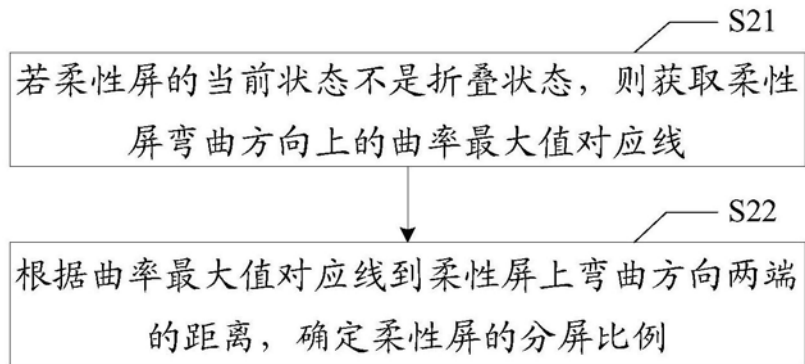 S21
若柔性屏的当前状态不是折叠状态，则获取柔性
屏弯曲方向上的曲率最大值对应线
S22
根据曲率最大值对应线到柔性屏上弯曲方向两端
的距离，确定柔性屏的分屏比例